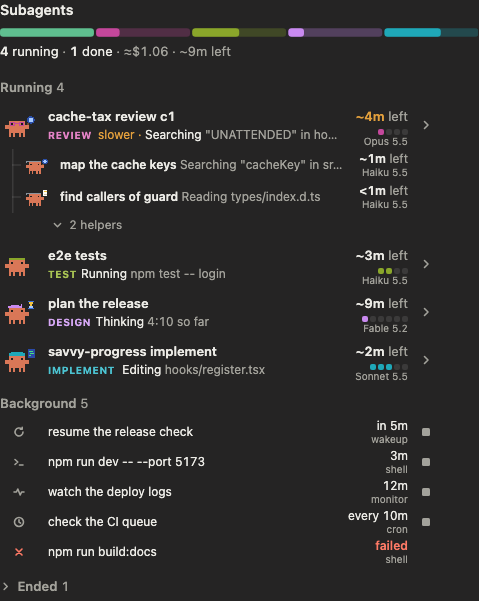 Subagents
4 running · 1 done · ≈$1.06 · ~9m left
Running 4
cache-tax review c1 ~4m left
REVIEW slower · Searching "UNATTENDED" in ho...
Opus 5.5
map the cache keys Searching "cacheKey" in sr... ~1m left
Haiku 5.5
find callers of guard Reading types/index.d.ts <1m left
Haiku 5.5
2 helpers
e2e tests ~3m left
TEST Running npm test -- login
Haiku 5.5
plan the release ~9m left
DESIGN Thinking 4:10 so far
Fable 5.2
savvy-progress implement ~2m left
IMPLEMENT Editing hooks/register.tsx
Sonnet 5.5
Background 5
resume the release check in 5m
wakeup
npm run dev -- --port 5173 3m
shell
watch the deploy logs 12m
monitor
check the CI queue every 10m
cron
npm run build:docs failed
shell
Ended 1